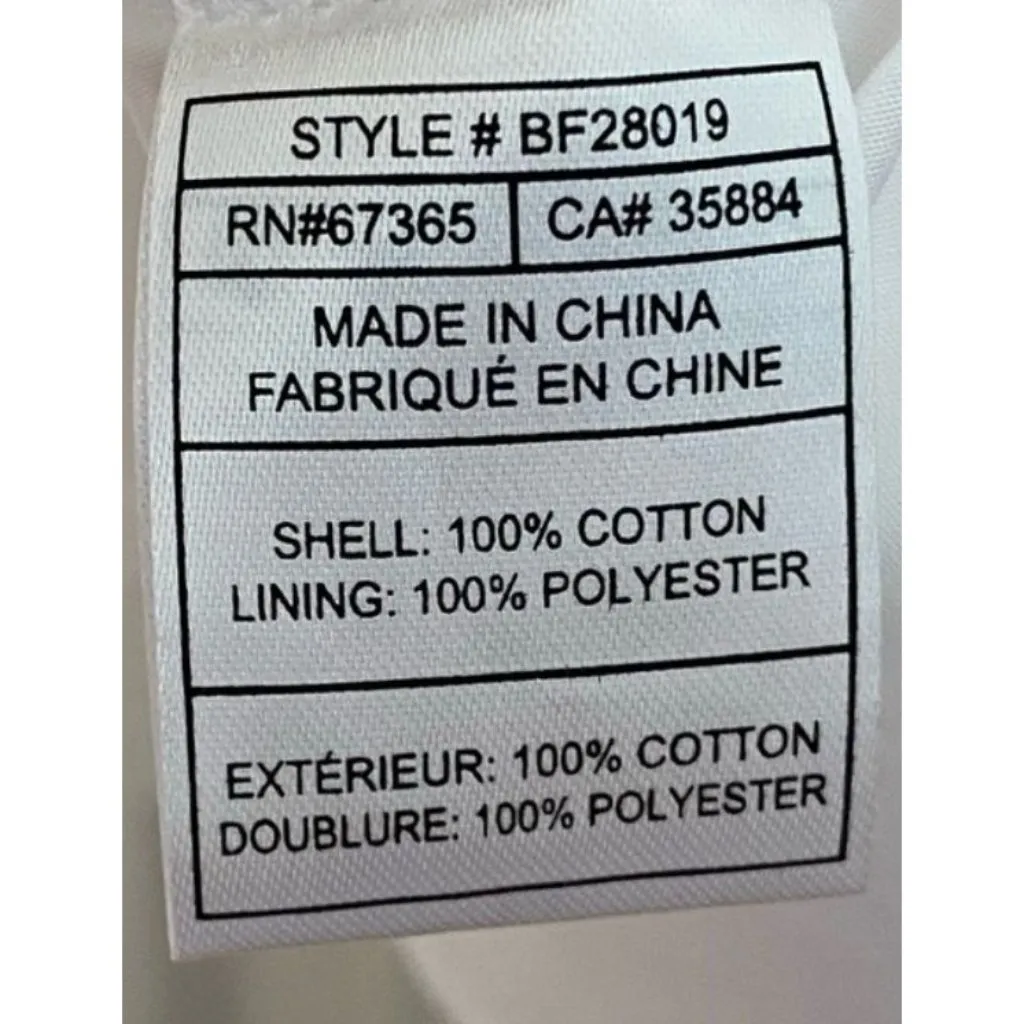 STYLE # BF28019
RN#67365 CA# 35884
MADE IN CHINA
FABRIQUÉ EN CHINE
SHELL: 100% COTTON
LINING: 100% POLYESTER
EXTÉRIEUR: 100% COTTON
DOUBLURE: 100% POLYESTER